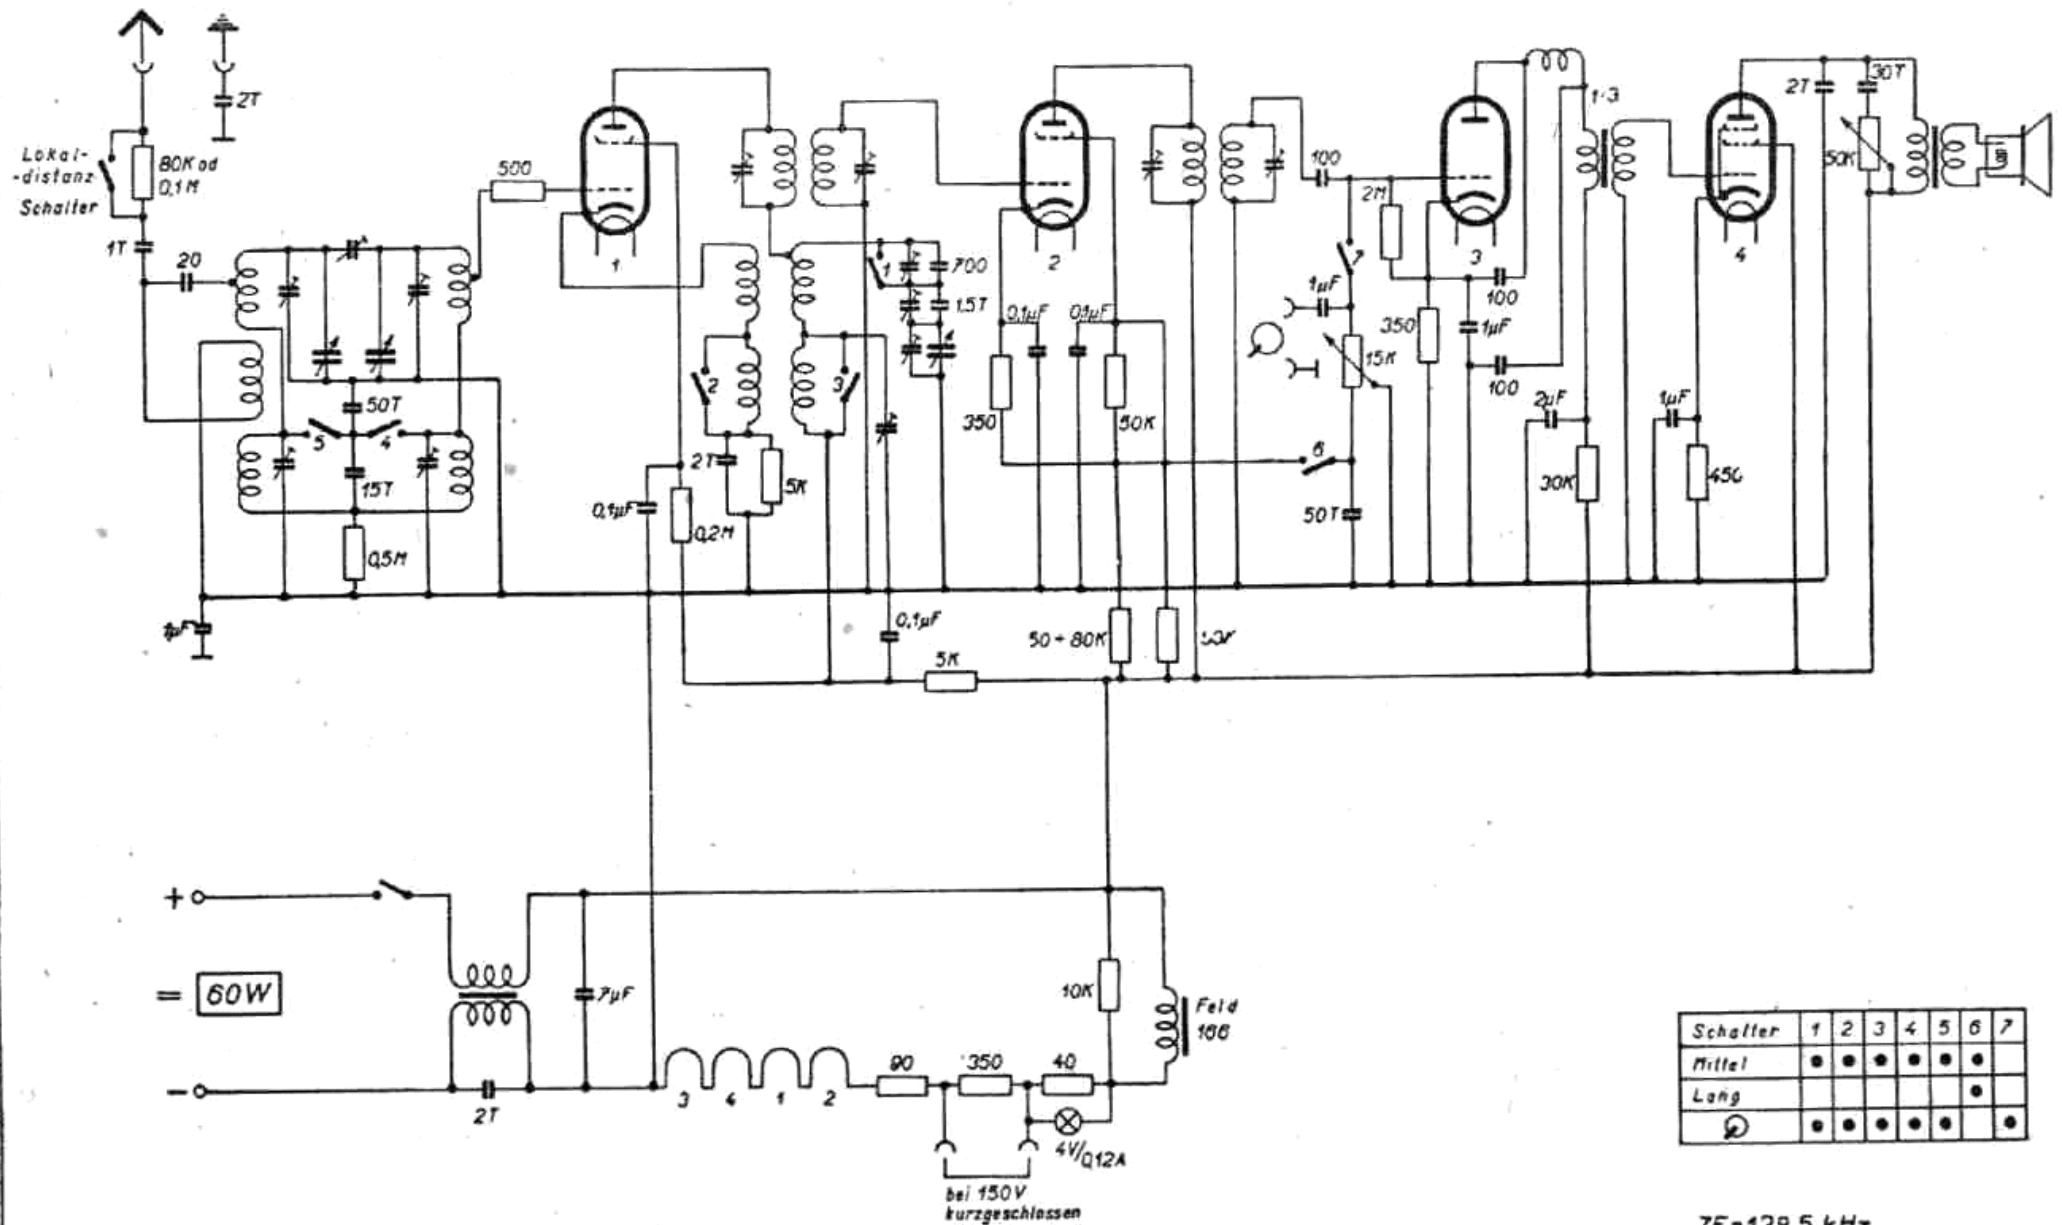 2T
Lokal-
-distanz
Schalter
80K od
0,1M
1T
20
500
1
50T
5
4
15T
0,5M
1µF
0,1µF
0,2M
2
3
2T
5K
1
700
1,5T
0,1µF
5K
2
0,1µF
0,1µF
350
50K
50÷80K
100
2M
7
1µF
15K
6
50T
3
350
100
1µF
100
1:3
2µF
30K
1µF
450
4
2T
30T
50K
+
= 60W
-
2T
7µF
3 4 1 2
90
350
40
10K
Feld
166
4V/0,12A
bei 150V
kurzgeschlossen
Schalter 1 2 3 4 5 6 7
Mittel
Lang